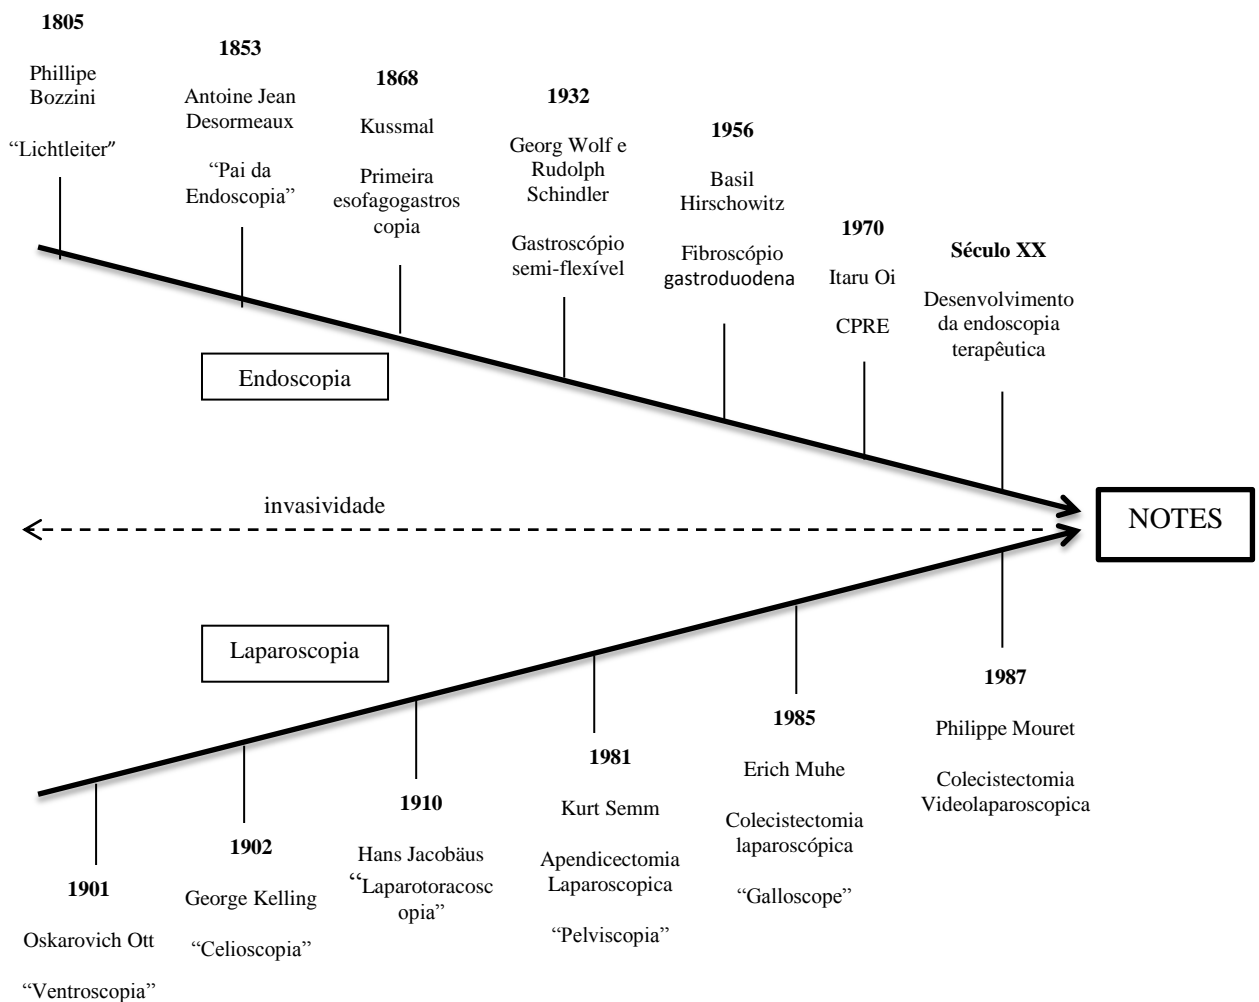 1805
Phillipe
Bozzini
“Lichtleiter”
1853
Antoine Jean
Desormeaux
“Pai da
Endoscopia”
1868
Kussmal
Primeira
esofagogastros
copia
1932
Georg Wolf e
Rudolph
Schindler
Gastroscópio
semi-flexível
1956
Basil
Hirschowitz
Fibroscópio
gastroduodena
1970
Itaru Oi
CPRE
Século XX
Desenvolvimento
da endoscopia
terapêutica
Endoscopia
invasividade
NOTES
Laparoscopia
1901
Oskarovich Ott
“Ventroscopia”
1902
George Kelling
“Celioscopia”
1910
Hans Jacobäus
“Laparotoracosc
opia”
1981
Kurt Semm
Apendicectomia
Laparoscopica
“Pelviscopia”
1985
Erich Muhe
Colecistectomia
laparoscópica
“Galloscope”
1987
Philippe Mouret
Colecistectomia
Videolaparoscopica